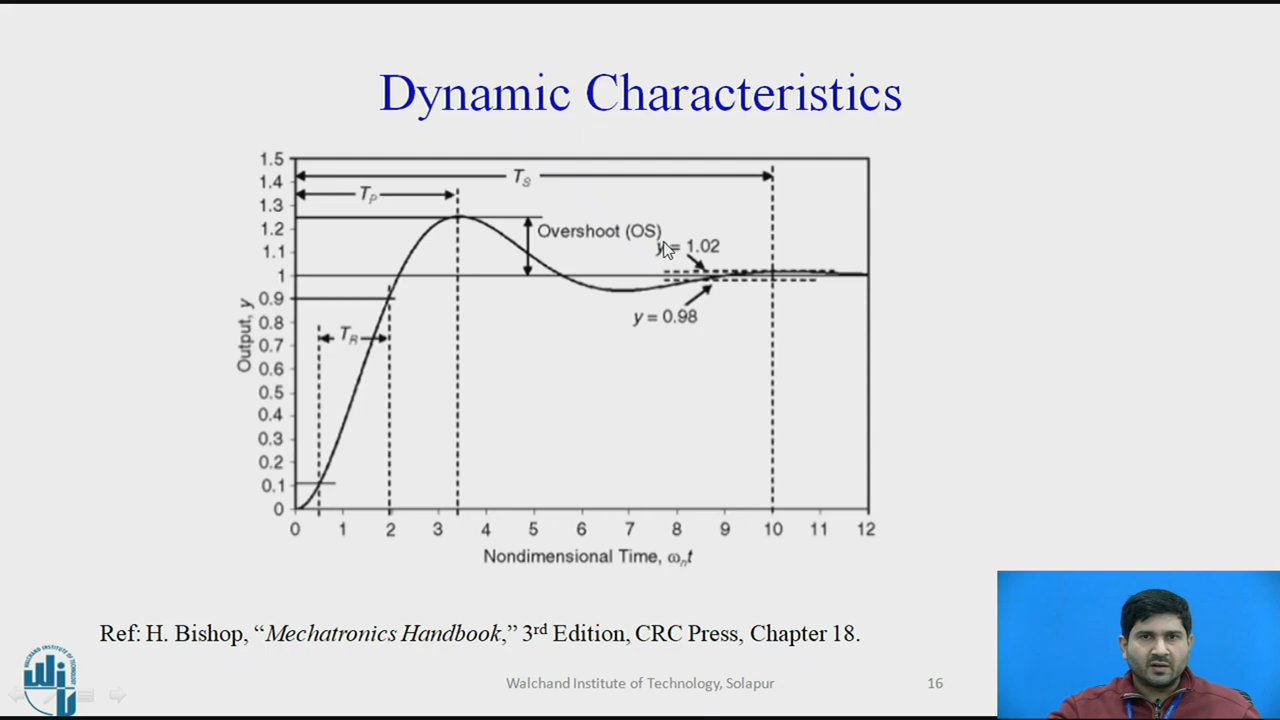 Dynamic Characteristics
1.5
1.4
1.3
1.2
1.1
1
0.9
0.8
0.7
0.6
0.5
0.4
0.3
0.2
0.1
0
Output, y
T_S
T_P
Overshoot (OS)
y = 1.02
y = 0.98
T_R
0 1 2 3 4 5 6 7 8 9 10 11 12
Nondimensional Time, ω_n t
Ref: H. Bishop, “Mechatronics Handbook,” 3rd Edition, CRC Press, Chapter 18.
Walchand Institute of Technology, Solapur 16